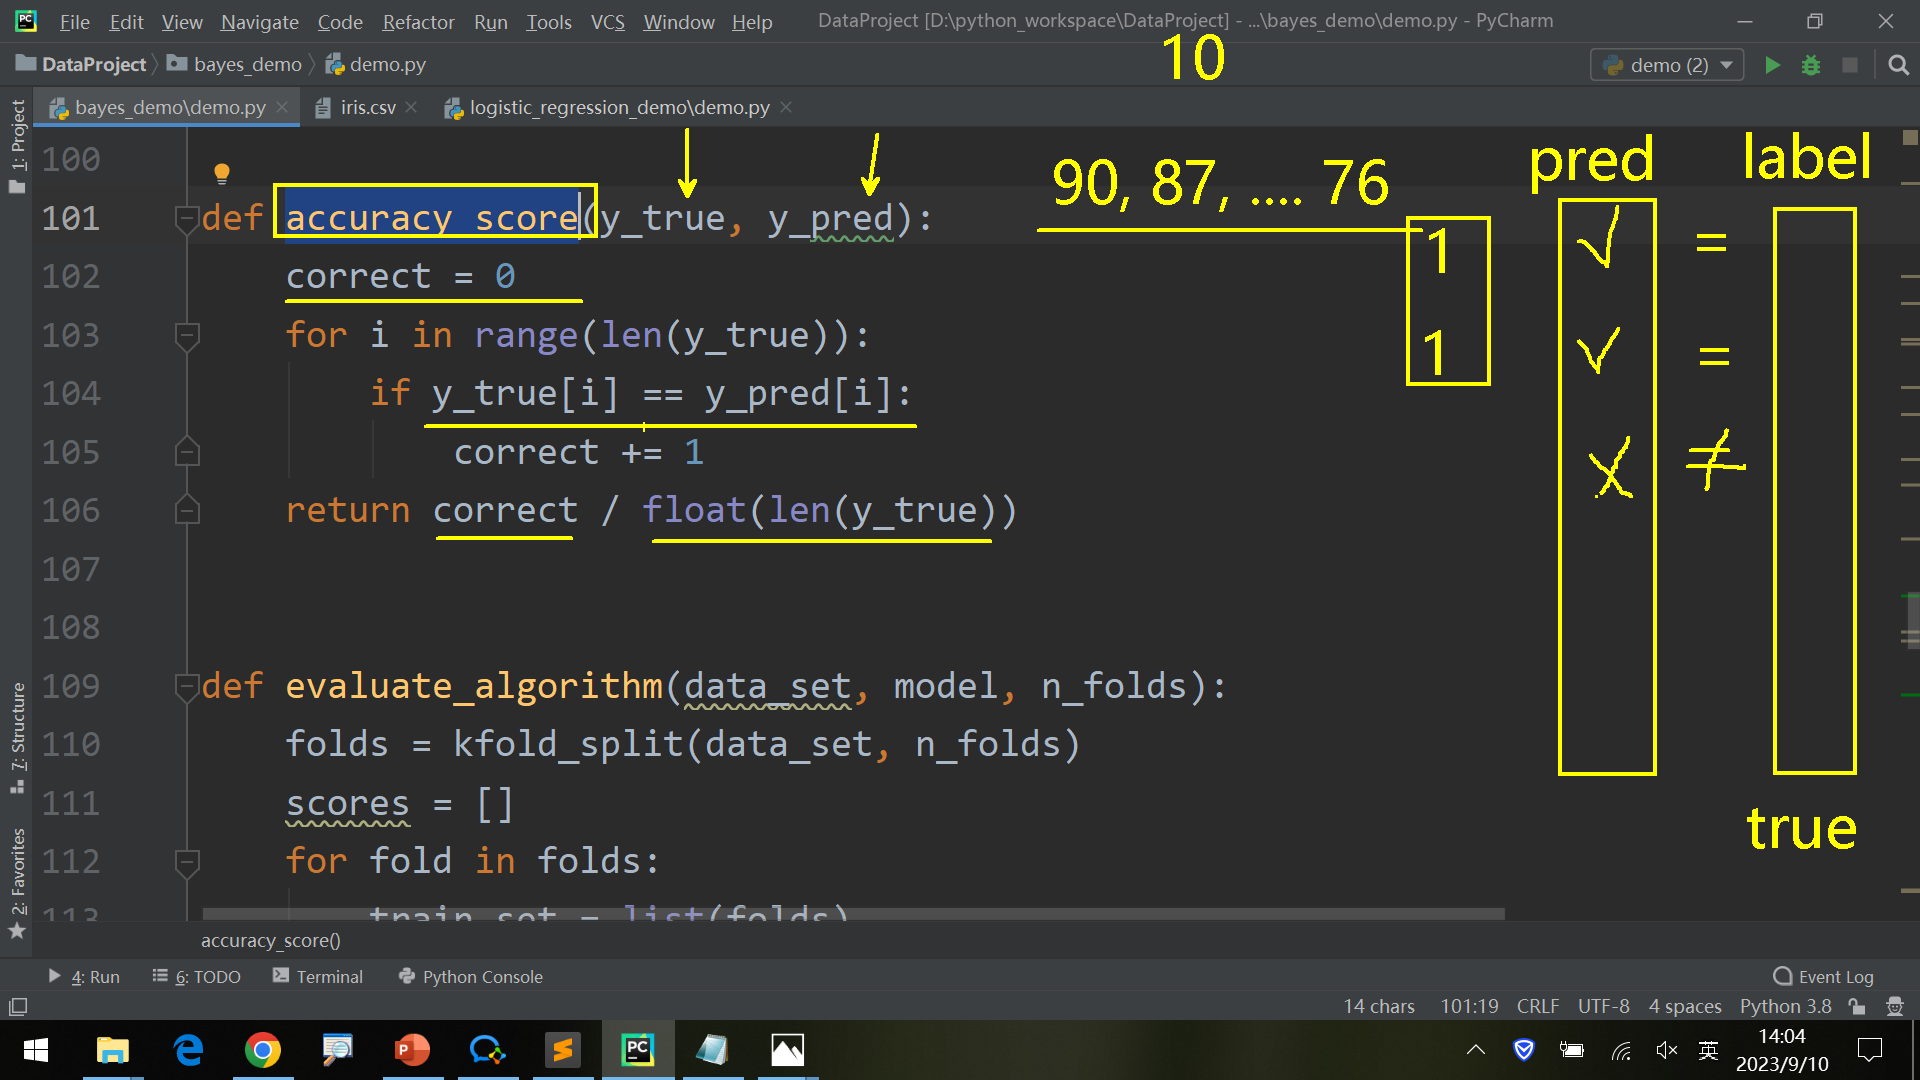 File Edit View Navigate Code Refactor Run Tools VCS Window Help DataProject [D:\python_workspace\DataProject] - ...\bayes_demo\demo.py - PyCharm
10
DataProject bayes_demo demo.py demo (2)
bayes_demo\demo.py iris.csv logistic_regression_demo\demo.py
1: Project
7: Structure
2: Favorites
90, 87, .... 76
pred label
100
101 def accuracy_score(y_true, y_pred):
102 correct = 0
103 for i in range(len(y_true)):
104 if y_true[i] == y_pred[i]:
105 correct += 1
106 return correct / float(len(y_true))
107
108
109 def evaluate_algorithm(data_set, model, n_folds):
110 folds = kfold_split(data_set, n_folds)
111 scores = []
112 for fold in folds:
113 train_set = list(folds)
1 √ =
1 √ =
X ≠
true
accuracy_score()
4: Run 6: TODO Terminal Python Console Event Log
14 chars 101:19 CRLF UTF-8 4 spaces Python 3.8
英
14:04
2023/9/10